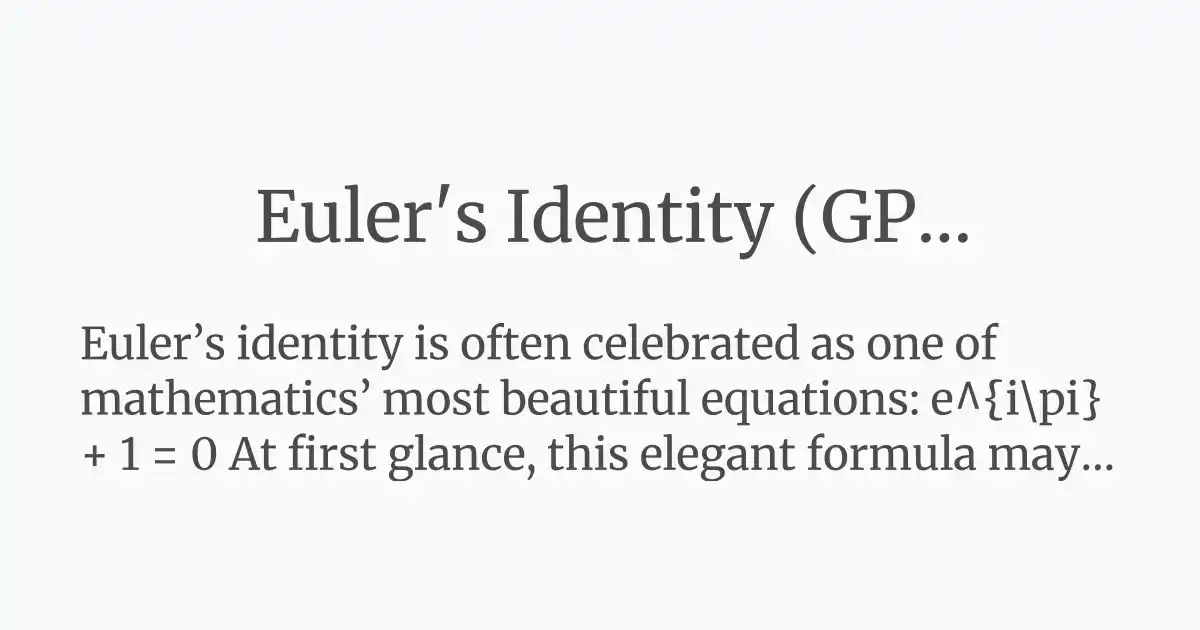 Euler's Identity (GP...
Euler’s identity is often celebrated as one of
mathematics’ most beautiful equations: e^{i\pi}
+ 1 = 0 At first glance, this elegant formula may...